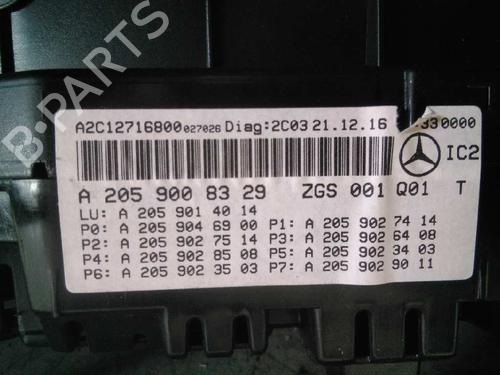 A2C12716800027026 Diag:2C03 21.12.16 330000
IC2
A 205 900 83 29 ZGS 001 Q01 T
LU: A 205 901 40 14
P0: A 205 904 69 00 P1: A 205 902 74 14
P2: A 205 902 75 14 P3: A 205 902 64 08
P4: A 205 902 85 08 P5: A 205 902 34 03
P6: A 205 902 35 03 P7: A 205 902 90 11
B-PARTS